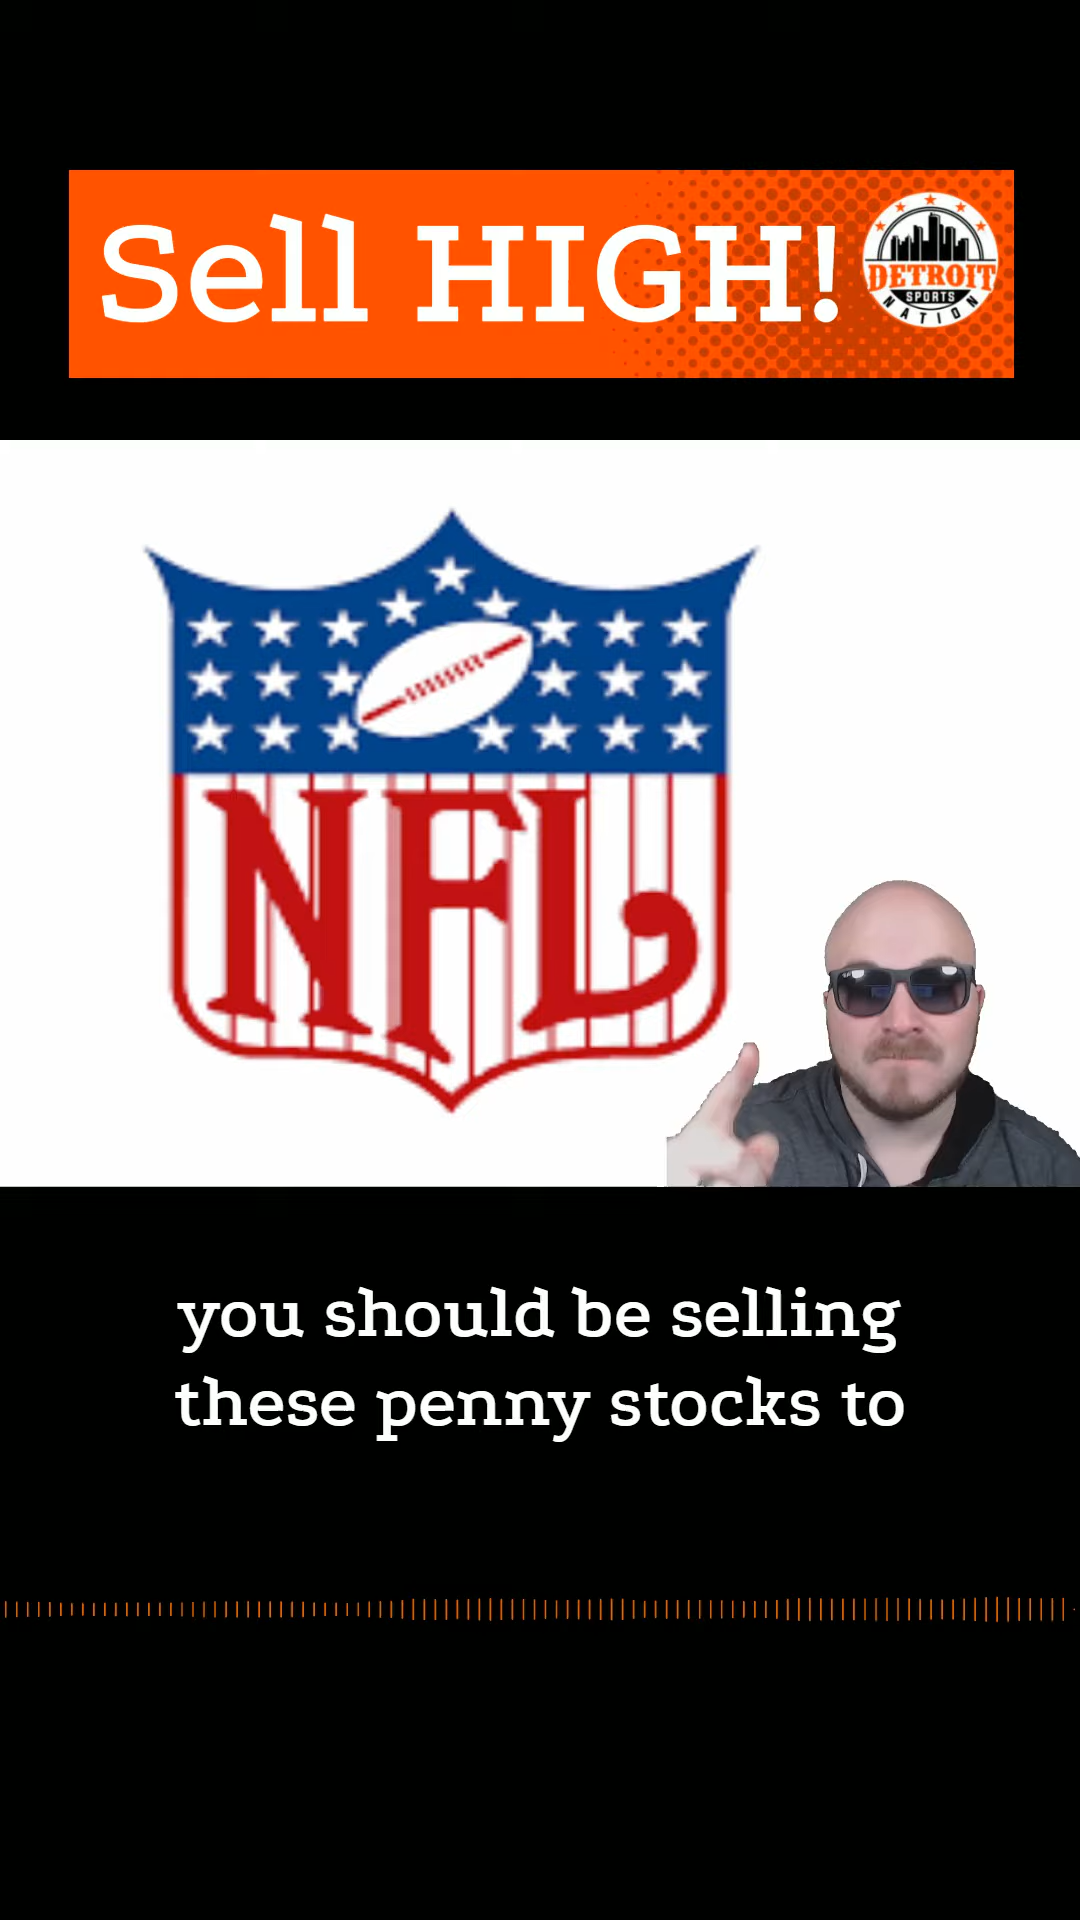 Sell HIGH!
DETROIT
SPORTS
NATION
NFL
you should be selling
these penny stocks to